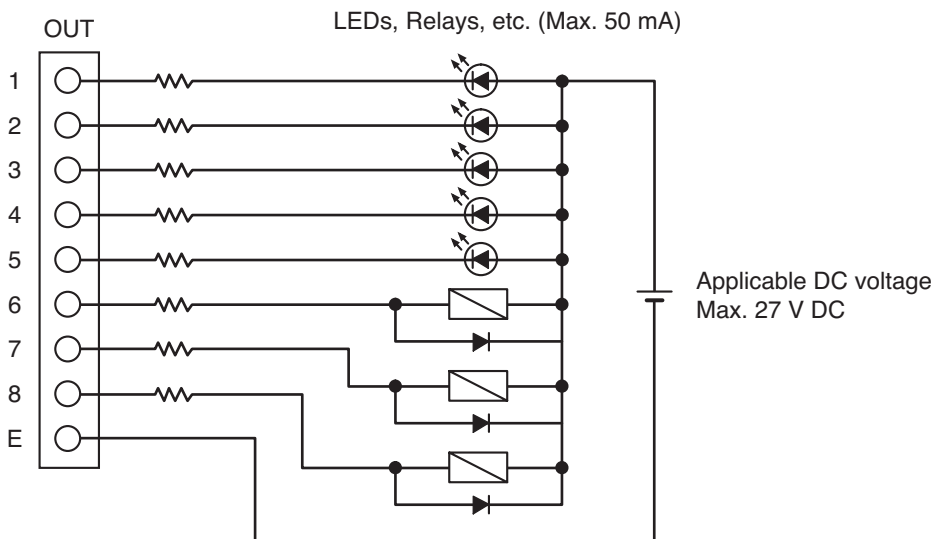 LEDs, Relays, etc. (Max. 50 mA)
OUT
1
2
3
4
5
6
7
8
E
Applicable DC voltage
Max. 27 V DC